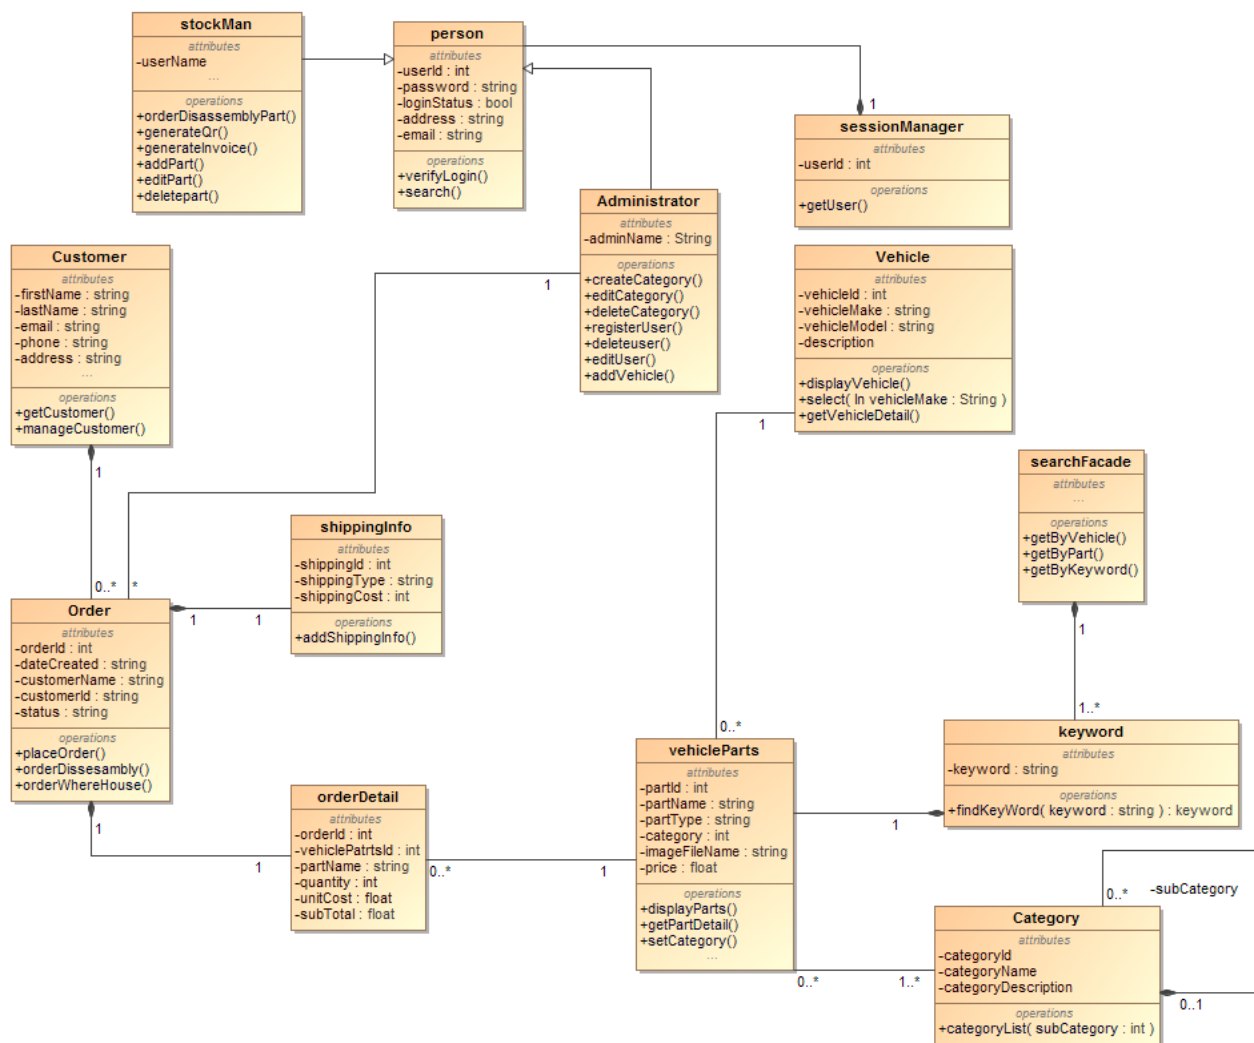 stockMan
attributes
-userName
...
operations
+orderDisassemblyPart()
+generateQr()
+generateInvoice()
+addPart()
+editPart()
+deletepart()
person
attributes
-userId : int
-password : string
-loginStatus : bool
-address : string
-email : string
operations
+verifyLogin()
+search()
1
sessionManager
attributes
-userId : int
operations
+getUser()
Administrator
attributes
-adminName : String
operations
+createCategory()
+editCategory()
+deleteCategory()
+registerUser()
+deleteuser()
+editUser()
+addVehicle()
1
Customer
attributes
-firstName : string
-lastName : string
-email : string
-phone : string
-address : string
...
operations
+getCustomer()
+manageCustomer()
1
0..*
*
Vehicle
attributes
-vehicleId : int
-vehicleMake : string
-vehicleModel : string
-description
operations
+displayVehicle()
+select( In vehicleMake : String )
+getVehicleDetail()
1
0..*
searchFacade
attributes
...
operations
+getByVehicle()
+getByPart()
+getByKeyword()
1
1..*
shippingInfo
attributes
-shippingId : int
-shippingType : string
-shippingCost : int
operations
+addShippingInfo()
1
1
Order
attributes
-orderId : int
-dateCreated : string
-customerName : string
-customerId : string
-status : string
operations
+placeOrder()
+orderDissesambly()
+orderWhereHouse()
1
1
orderDetail
attributes
-orderId : int
-vehiclePatrtsId : int
-partName : string
-quantity : int
-unitCost : float
-subTotal : float
0..*
1
vehicleParts
attributes
-partId : int
-partName : string
-partType : string
-category : int
-imageFileName : string
-price : float
operations
+displayParts()
+getPartDetail()
+setCategory()
...
1
keyword
attributes
-keyword : string
operations
+findKeyWord( keyword : string ) : keyword
0..*
-subCategory
Category
attributes
-categoryId
-categoryName
-categoryDescription
operations
+categoryList( subCategory : int )
0..*
1..*
0..1